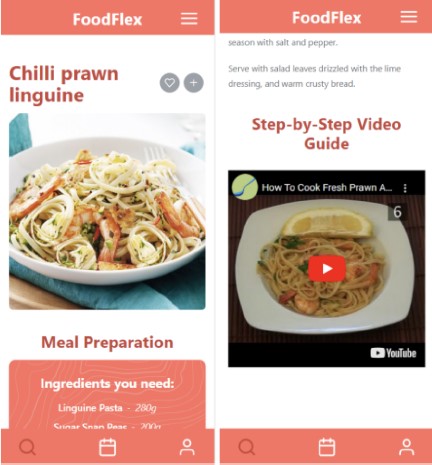 FoodFlex
Chilli prawn
linguine
Meal Preparation
Ingredients you need:
Linguine Pasta - 280g
Sugar Snap Peas - 200g
FoodFlex
season with salt and pepper.
Serve with salad leaves drizzled with the lime
dressing, and warm crusty bread.
Step-by-Step Video
Guide
How To Cook Fresh Prawn A...
6
YouTube